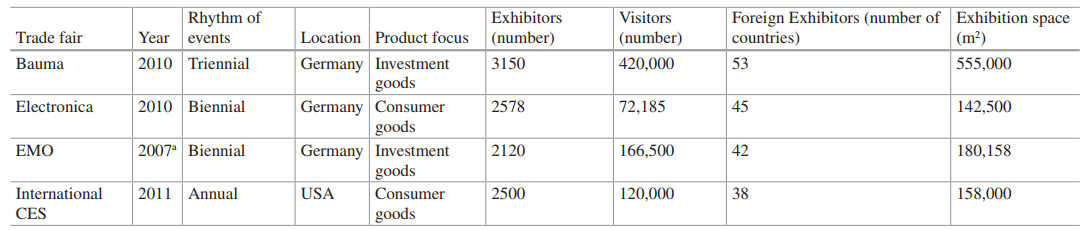 Trade fair | Year | Rhythm of events | Location | Product focus | Exhibitors (number) | Visitors (number) | Foreign Exhibitors (number of countries) | Exhibition space (m²)
Bauma | 2010 | Triennial | Germany | Investment goods | 3150 | 420,000 | 53 | 555,000
Electronica | 2010 | Biennial | Germany | Consumer goods | 2578 | 72,185 | 45 | 142,500
EMO | 2007ª | Biennial | Germany | Investment goods | 2120 | 166,500 | 42 | 180,158
International CES | 2011 | Annual | USA | Consumer goods | 2500 | 120,000 | 38 | 158,000